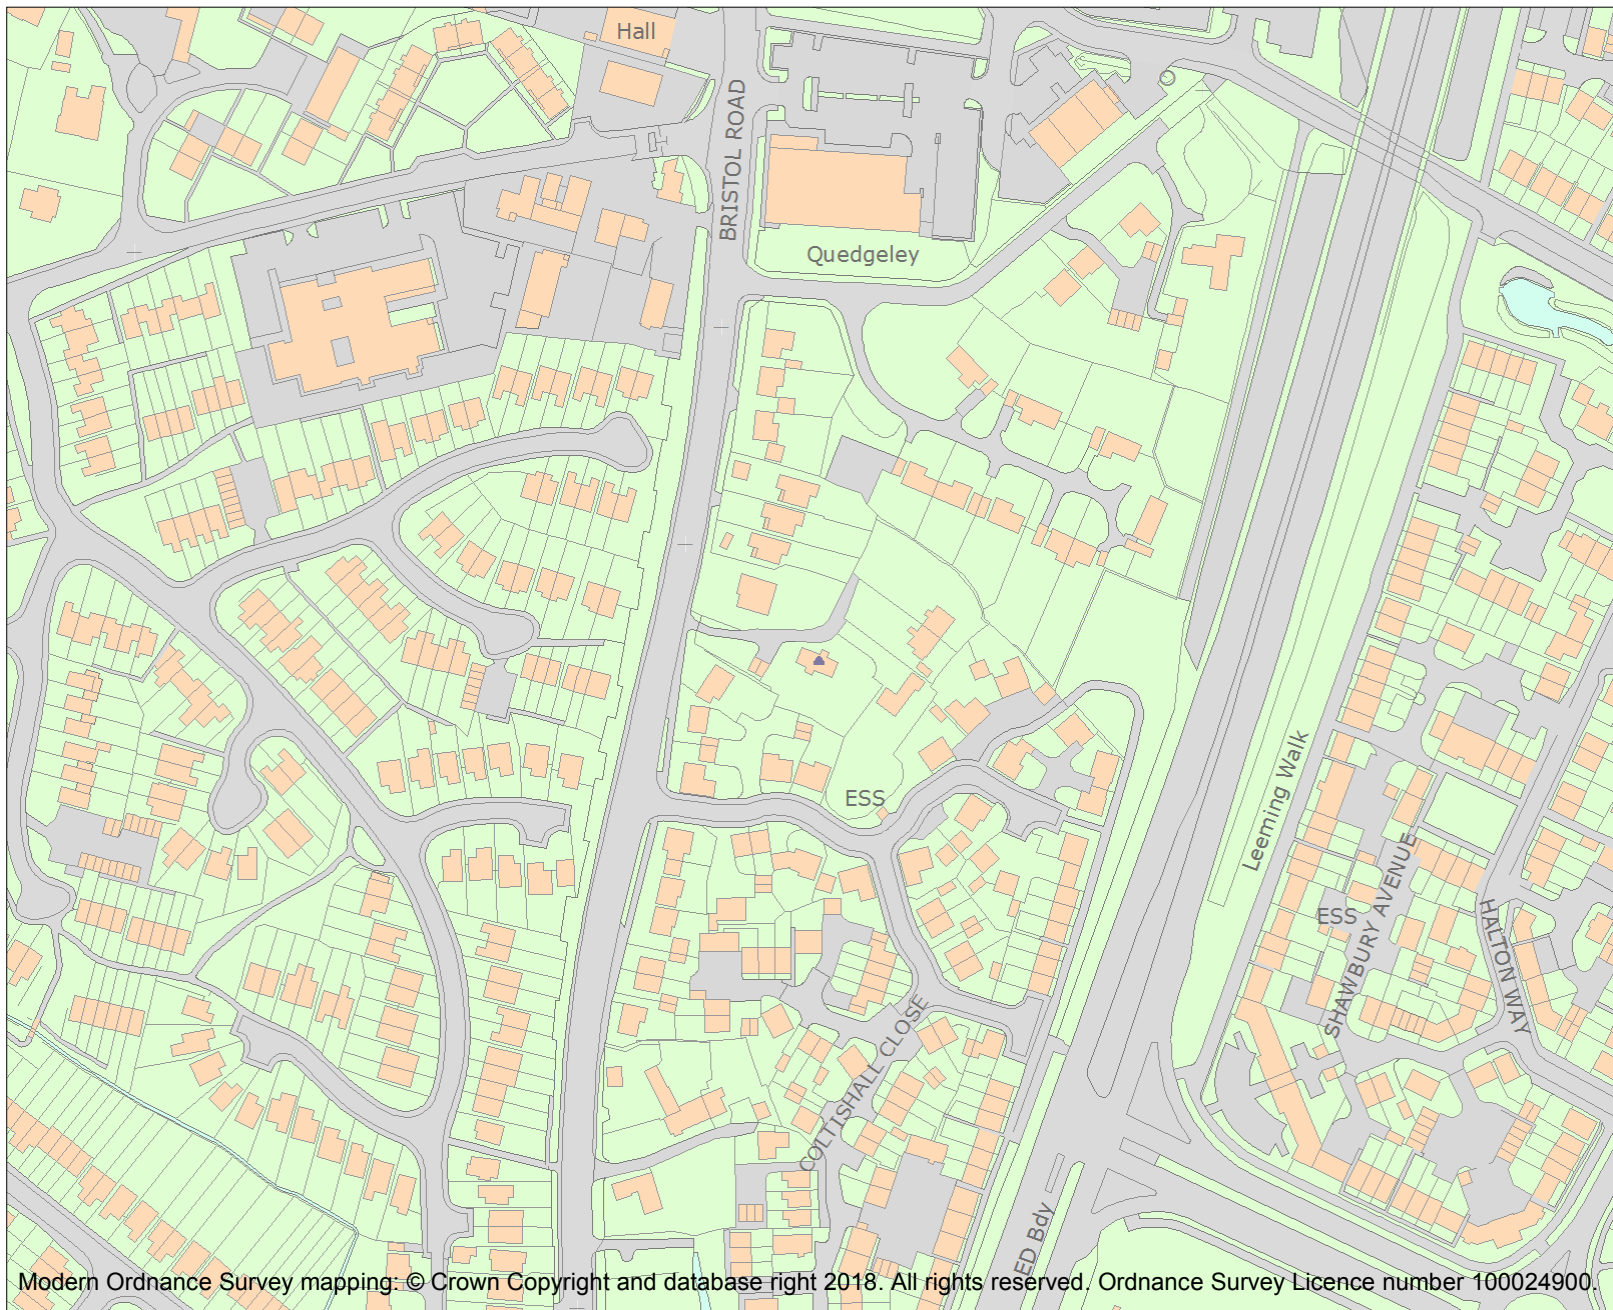 Hall
BRISTOL ROAD
Quedgeley
Leeming Walk
ESS
SHAWBURY AVENUE
ESS
HALTON WAY
COLTISHALL CLOSE
ED Bdy
Modern Ordnance Survey mapping: © Crown Copyright and database right 2018. All rights reserved. Ordnance Survey Licence number 100024900.